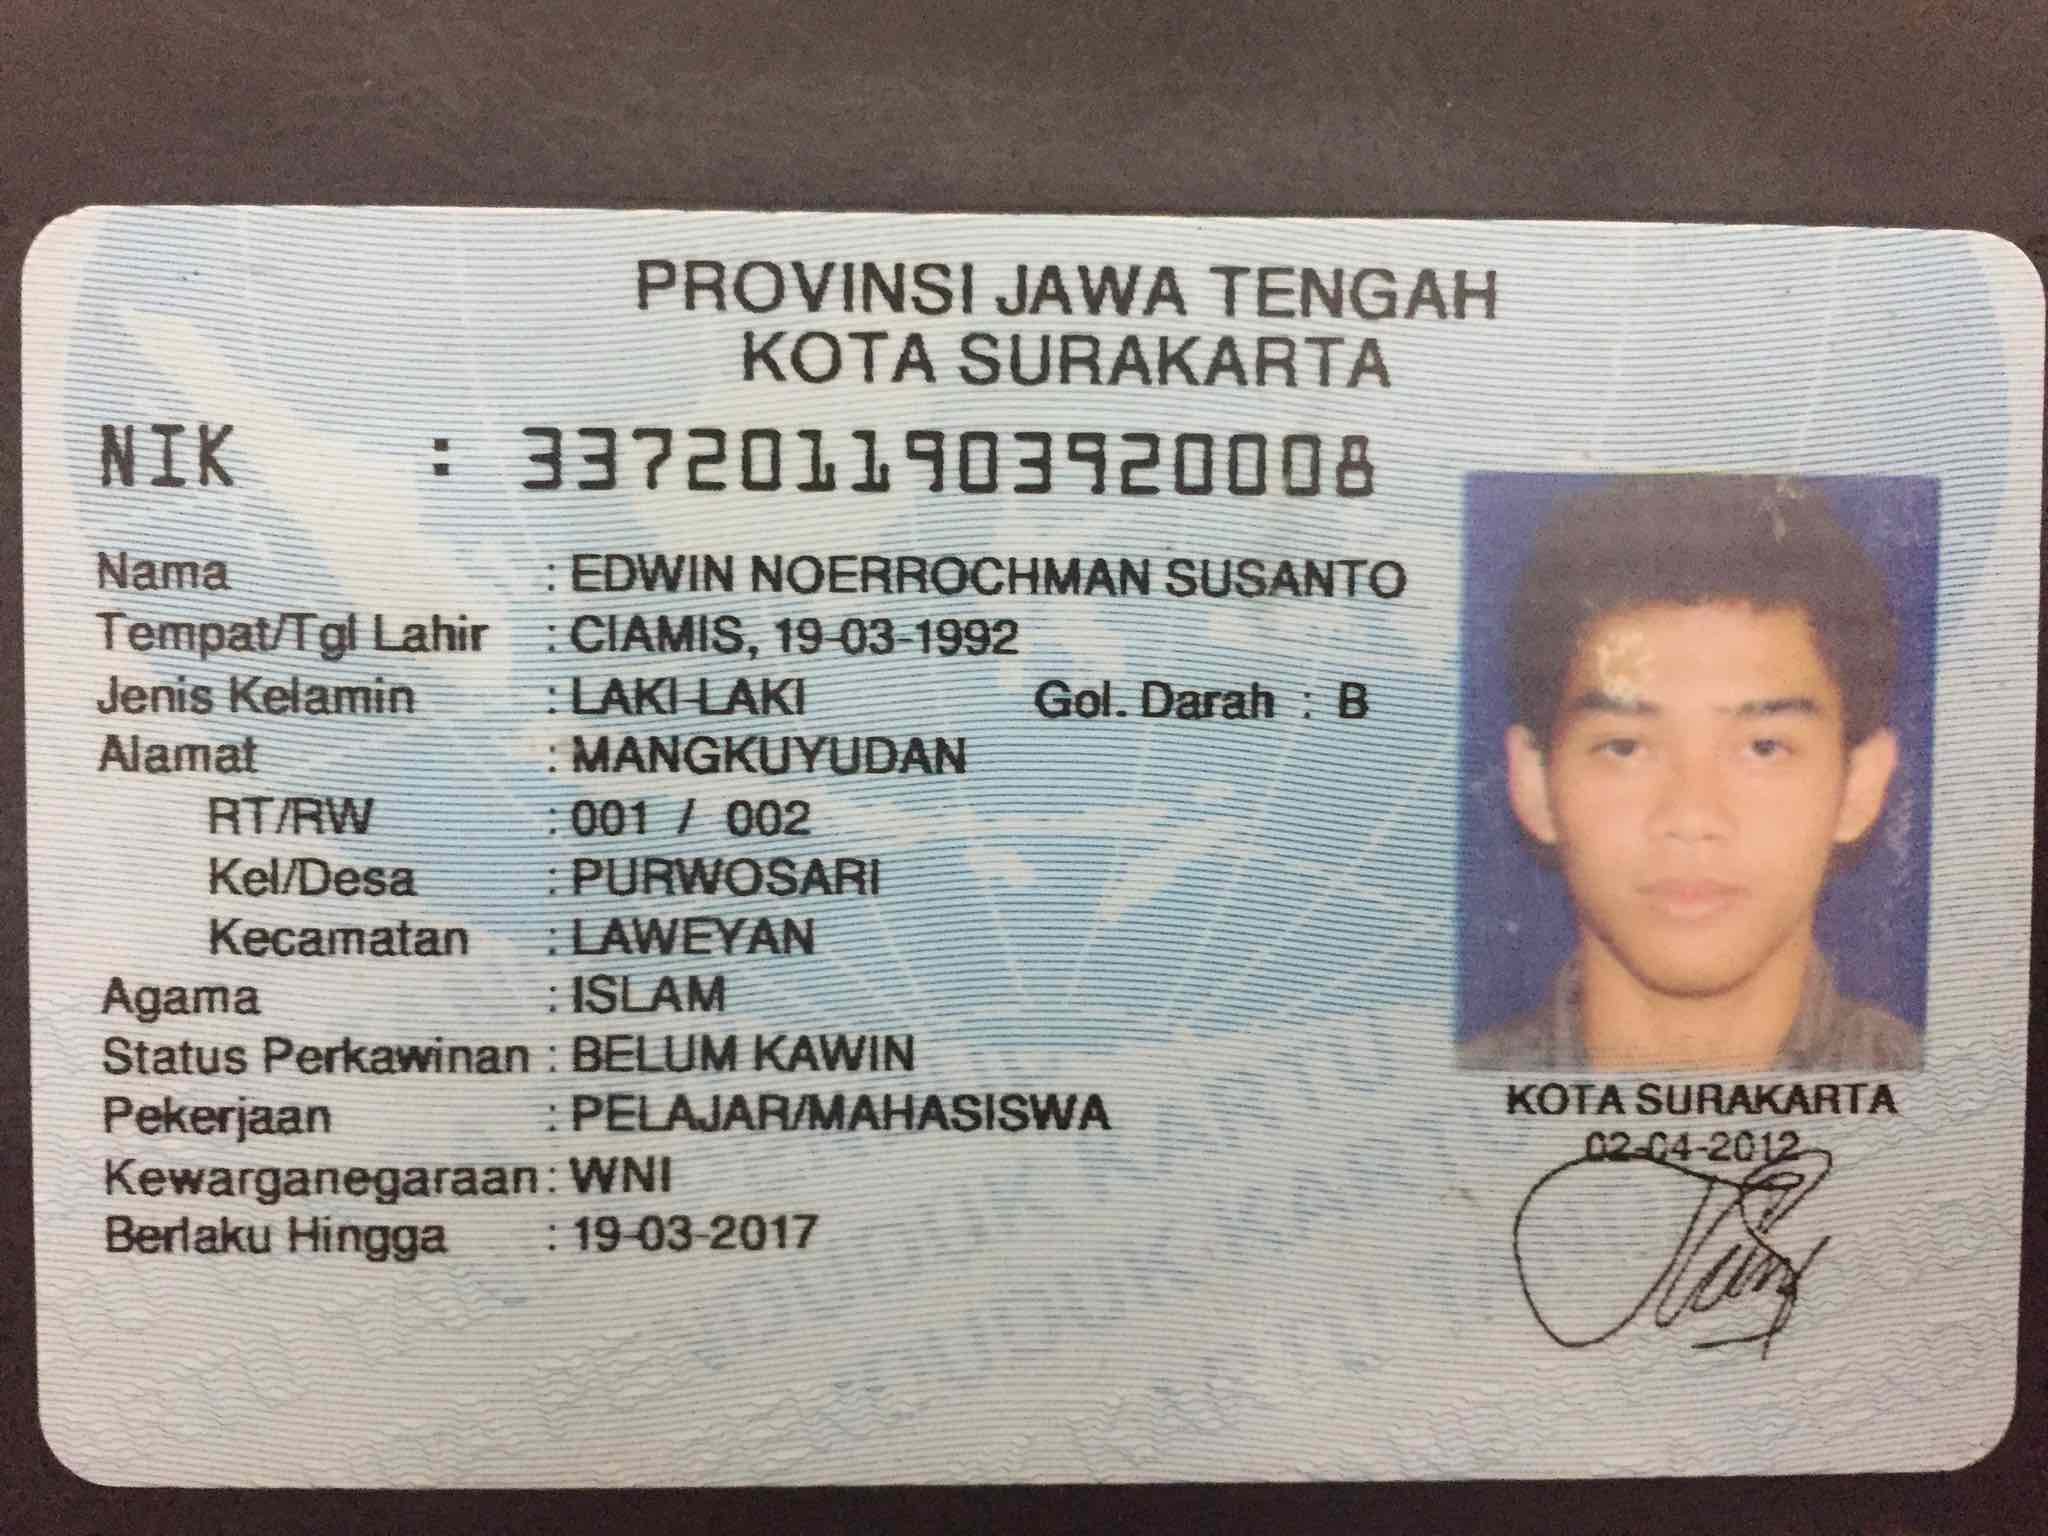 PROVINSI JAWA TENGAH
KOTA SURAKARTA
NIK : 3372011903920008
Nama : EDWIN NOERROCHMAN SUSANTO
Tempat/Tgl Lahir : CIAMIS, 19-03-1992
Jenis Kelamin : LAKI-LAKI Gol. Darah : B
Alamat : MANGKUYUDAN
RT/RW : 001 / 002
Kel/Desa : PURWOSARI
Kecamatan : LAWEYAN
Agama : ISLAM
Status Perkawinan : BELUM KAWIN
Pekerjaan : PELAJAR/MAHASISWA
Kewarganegaraan : WNI
Berlaku Hingga : 19-03-2017
KOTA SURAKARTA
02-04-2012